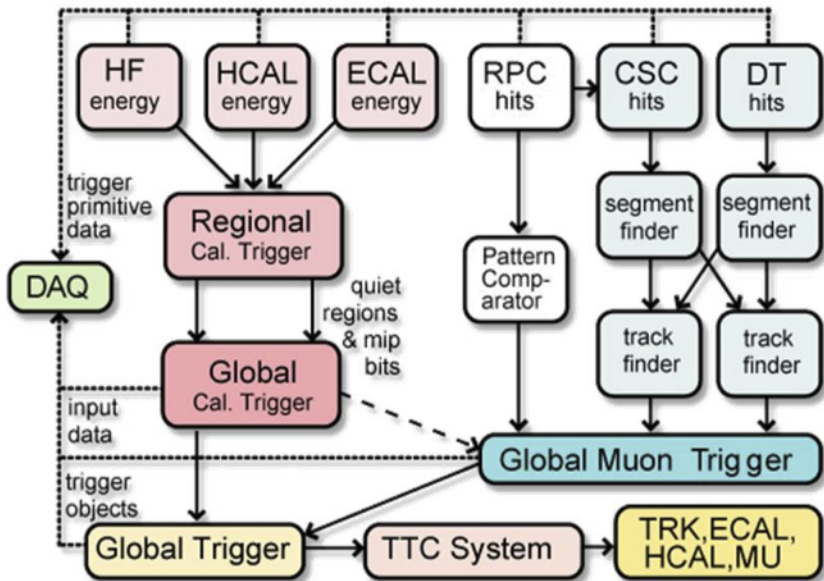 HF
energy
HCAL
energy
ECAL
energy
RPC
hits
CSC
hits
DT
hits
trigger
primitive
data
Regional
Cal. Trigger
segment
finder
segment
finder
DAQ
quiet
regions
& mip
bits
Pattern
Comp-
arator
Global
Cal. Trigger
track
finder
track
finder
input
data
Global Muon Trigger
trigger
objects
Global Trigger
TTC System
TRK,ECAL,
HCAL,MU